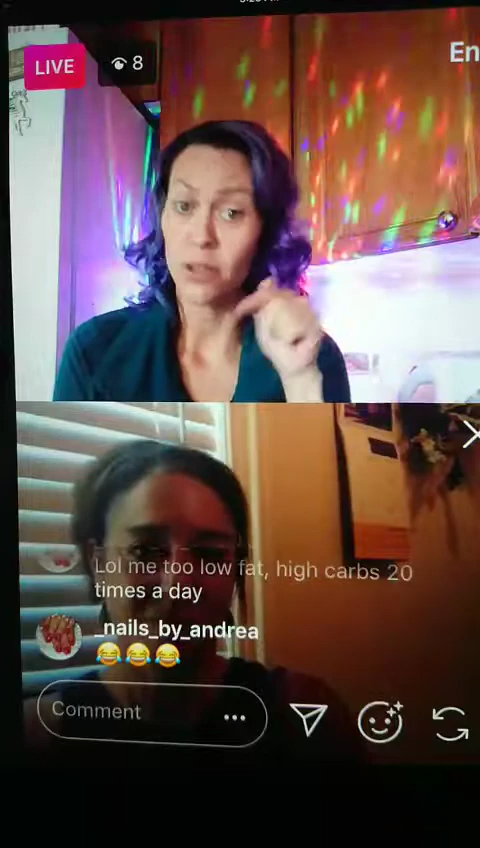 LIVE
8
En
Lol me too low fat, high carbs 20
times a day
_nails_by_andrea
😂😂😂
Comment